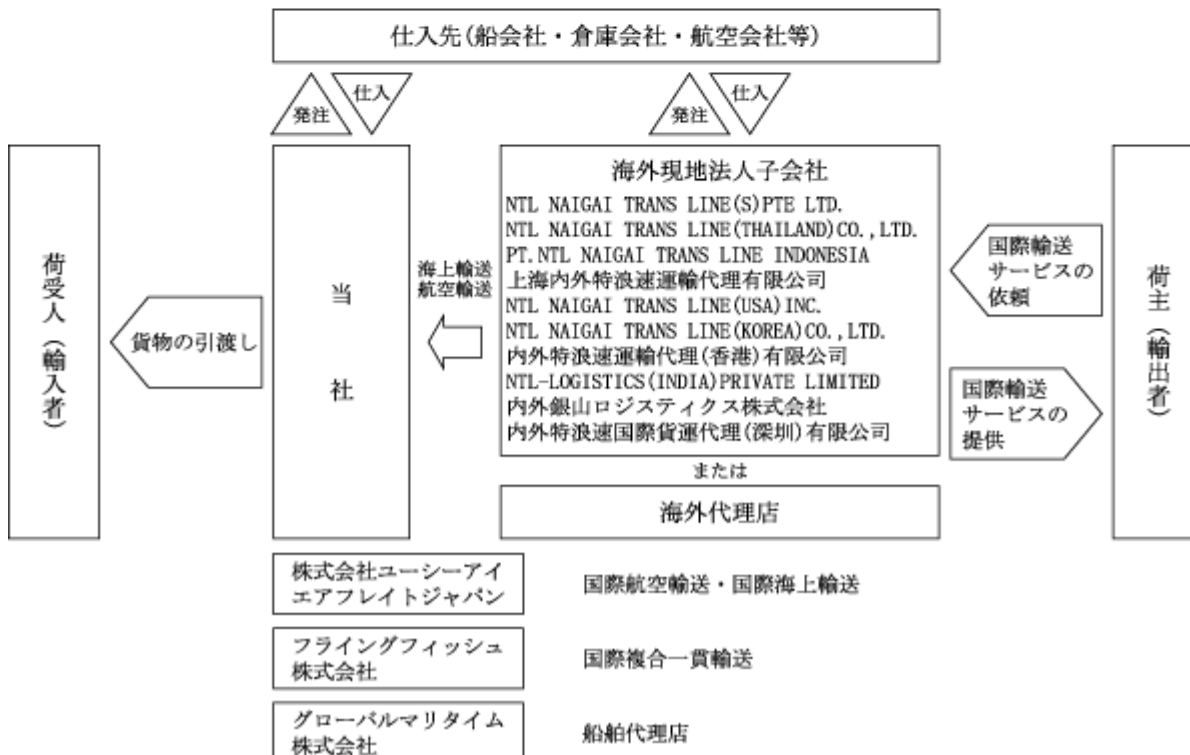 仕入先(船会社・倉庫会社・航空会社等)
発注
仕入
発注
仕入
荷受人（輸入者）
貨物の引渡し
当社
海上輸送
航空輸送
海外現地法人子会社
NTL NAIGAI TRANS LINE(S)PTE LTD.
NTL NAIGAI TRANS LINE(THAILAND)CO.,LTD.
PT.NTL NAIGAI TRANS LINE INDONESIA
上海内外特浪速運輸代理有限公司
NTL NAIGAI TRANS LINE(USA)INC.
NTL NAIGAI TRANS LINE(KOREA)CO.,LTD.
内外特浪速運輸代理(香港)有限公司
NTL-LOGISTICS(INDIA)PRIVATE LIMITED
内外銀山ロジスティクス株式会社
内外特浪速国際貨運代理(深圳)有限公司
または
海外代理店
国際輸送
サービスの
依頼
国際輸送
サービスの
提供
荷主（輸出者）
株式会社ユーシーアイ
エアフレイトジャパン
国際航空輸送・国際海上輸送
フライングフィッシュ
株式会社
国際複合一貫輸送
グローバルマリタイム
株式会社
船舶代理店